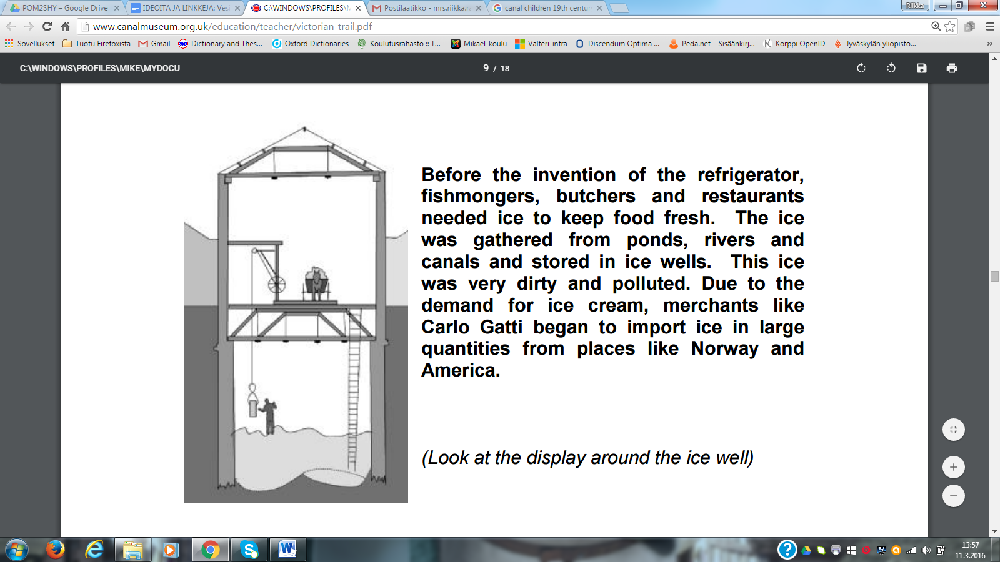 POM2SHY – Google Drive
IDEOITA JA LINKKEJÄ: Vesi
C:\WINDOWS\PROFILES\M
Postilaatikko - mrs.riikka.ra
canal children 19th centur
Riikka
www.canalmuseum.org.uk/education/teacher/victorian-trail.pdf
Sovellukset
Tuotu Firefoxista
Gmail
Dictionary and Thes...
Oxford Dictionaries
Koulutusrahasto :: T...
Mikael-koulu
Valteri-intra
Discendum Optima ...
Peda.net – Sisäänkirj...
Korppi OpenID
Jyväskylän yliopisto...
»
C:\WINDOWS\PROFILES\MIKE\MYDOCU
9 / 18
Before the invention of the refrigerator,
fishmongers, butchers and restaurants
needed ice to keep food fresh. The ice
was gathered from ponds, rivers and
canals and stored in ice wells. This ice
was very dirty and polluted. Due to the
demand for ice cream, merchants like
Carlo Gatti began to import ice in large
quantities from places like Norway and
America.
(Look at the display around the ice well)
13:57
11.3.2016